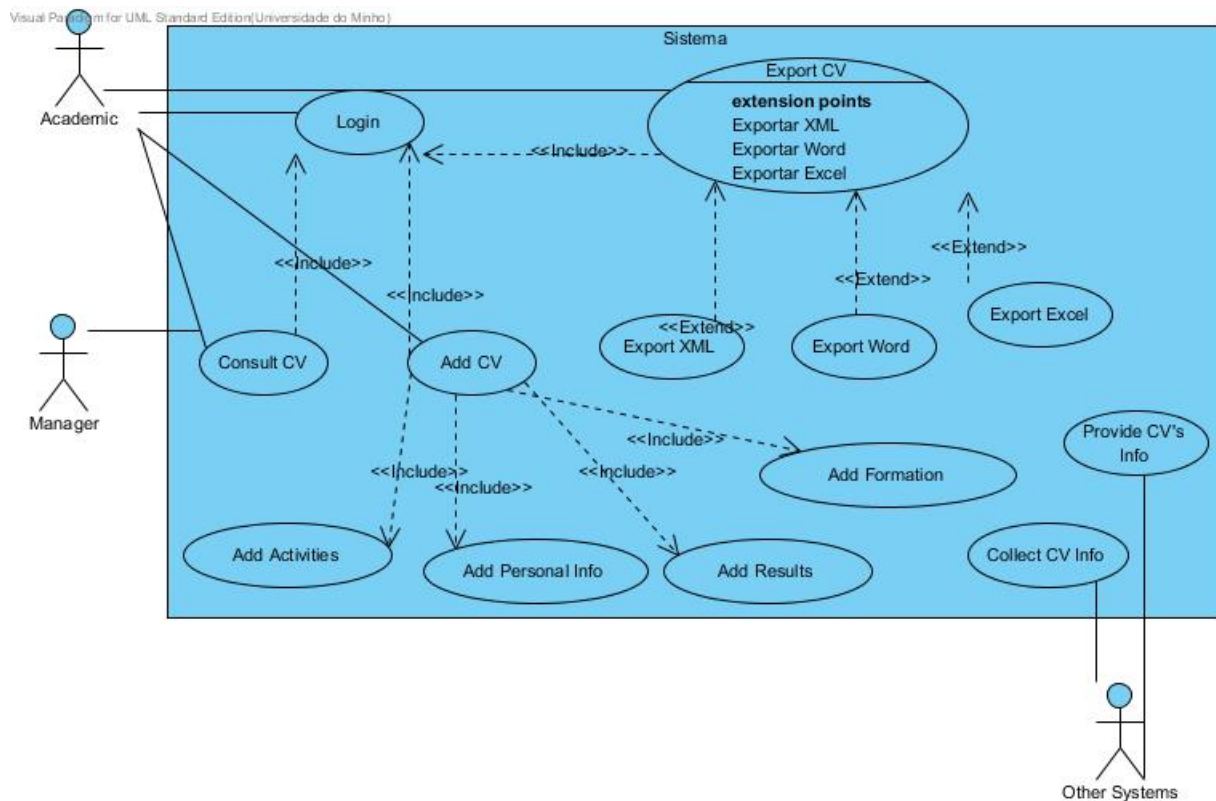 Visual Paradigm for UML Standard Edition(Universidade do Minho)
Sistema
Academic
Login
Export CV
extension points
Exportar XML
Exportar Word
Exportar Excel
<<Include>>
<<Include>>
<<Include>>
<<Extend>>
<<Extend>>
<<Extend>>
Manager
Consult CV
Add CV
Export XML
Export Word
Export Excel
<<Include>>
<<Include>>
<<Include>>
<<Include>>
Provide CV's
Info
Add Formation
Add Activities
Add Personal Info
Add Results
Collect CV Info
Other Systems